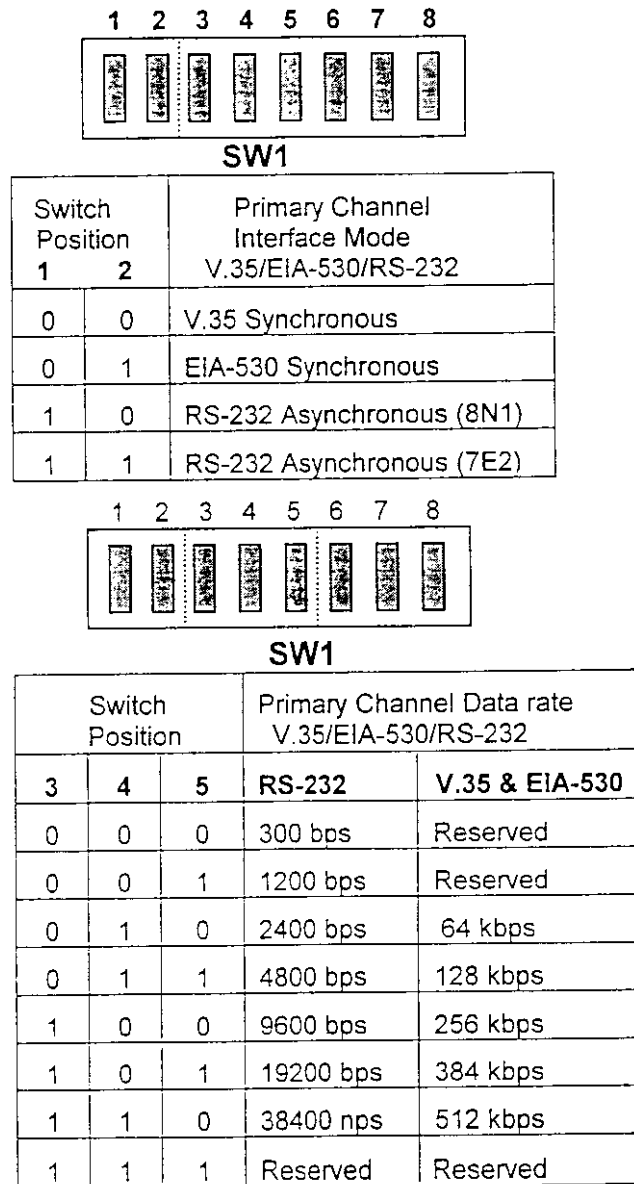 1 2 3 4 5 6 7 8
SW1
Switch Position Primary Channel Interface Mode
1 2 V.35/EIA-530/RS-232
0 0 V.35 Synchronous
0 1 EIA-530 Synchronous
1 0 RS-232 Asynchronous (8N1)
1 1 RS-232 Asynchronous (7E2)
1 2 3 4 5 6 7 8
SW1
Switch Primary Channel Data rate
Position V.35/EIA-530/RS-232
3 4 5 RS-232 V.35 & EIA-530
0 0 0 300 bps Reserved
0 0 1 1200 bps Reserved
0 1 0 2400 bps 64 kbps
0 1 1 4800 bps 128 kbps
1 0 0 9600 bps 256 kbps
1 0 1 19200 bps 384 kbps
1 1 0 38400 nps 512 kbps
1 1 1 Reserved Reserved